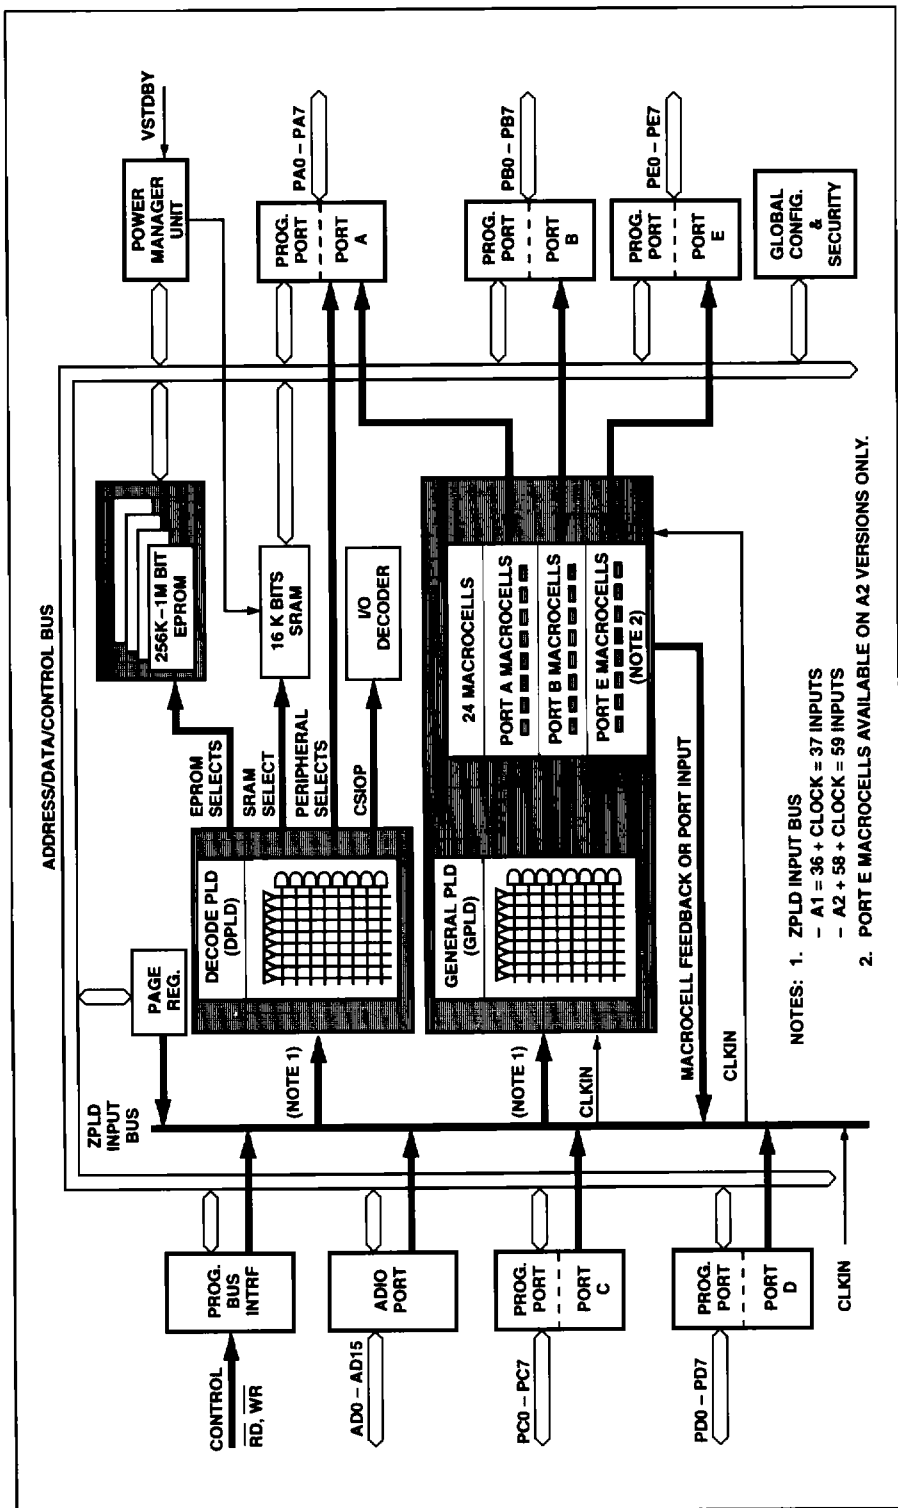 ADDRESS/DATA/CONTROL BUS
VSTDBY
POWER
MANAGER
UNIT
256K–1M BIT
EPROM
16 K BITS
SRAM
I/O
DECODER
PROG.
PORT
PORT
A
PA0 – PA7
PROG.
PORT
PORT
B
PB0 – PB7
PROG.
PORT
PORT
E
PE0 – PE7
GLOBAL
CONFIG.
&
SECURITY
EPROM
SELECTS
SRAM
SELECT
PERIPHERAL
SELECTS
CSIOP
PAGE
REG.
ZPLD
INPUT
BUS
DECODE PLD
(DPLD)
(NOTE 1)
GENERAL PLD
(GPLD)
(NOTE 1)
CLKIN
24 MACROCELLS
PORT A MACROCELLS
PORT B MACROCELLS
PORT E MACROCELLS
(NOTE 2)
MACROCELL FEEDBACK OR PORT INPUT
CLKIN
CONTROL
RD, WR
PROG.
BUS
INTRF
AD0 – AD15
ADIO
PORT
PC0 – PC7
PROG.
PORT
PORT
C
PD0 – PD7
PROG.
PORT
PORT
D
CLKIN
NOTES: 1. ZPLD INPUT BUS
– A1 = 36 + CLOCK = 37 INPUTS
– A2 + 58 + CLOCK = 59 INPUTS
2. PORT E MACROCELLS AVAILABLE ON A2 VERSIONS ONLY.